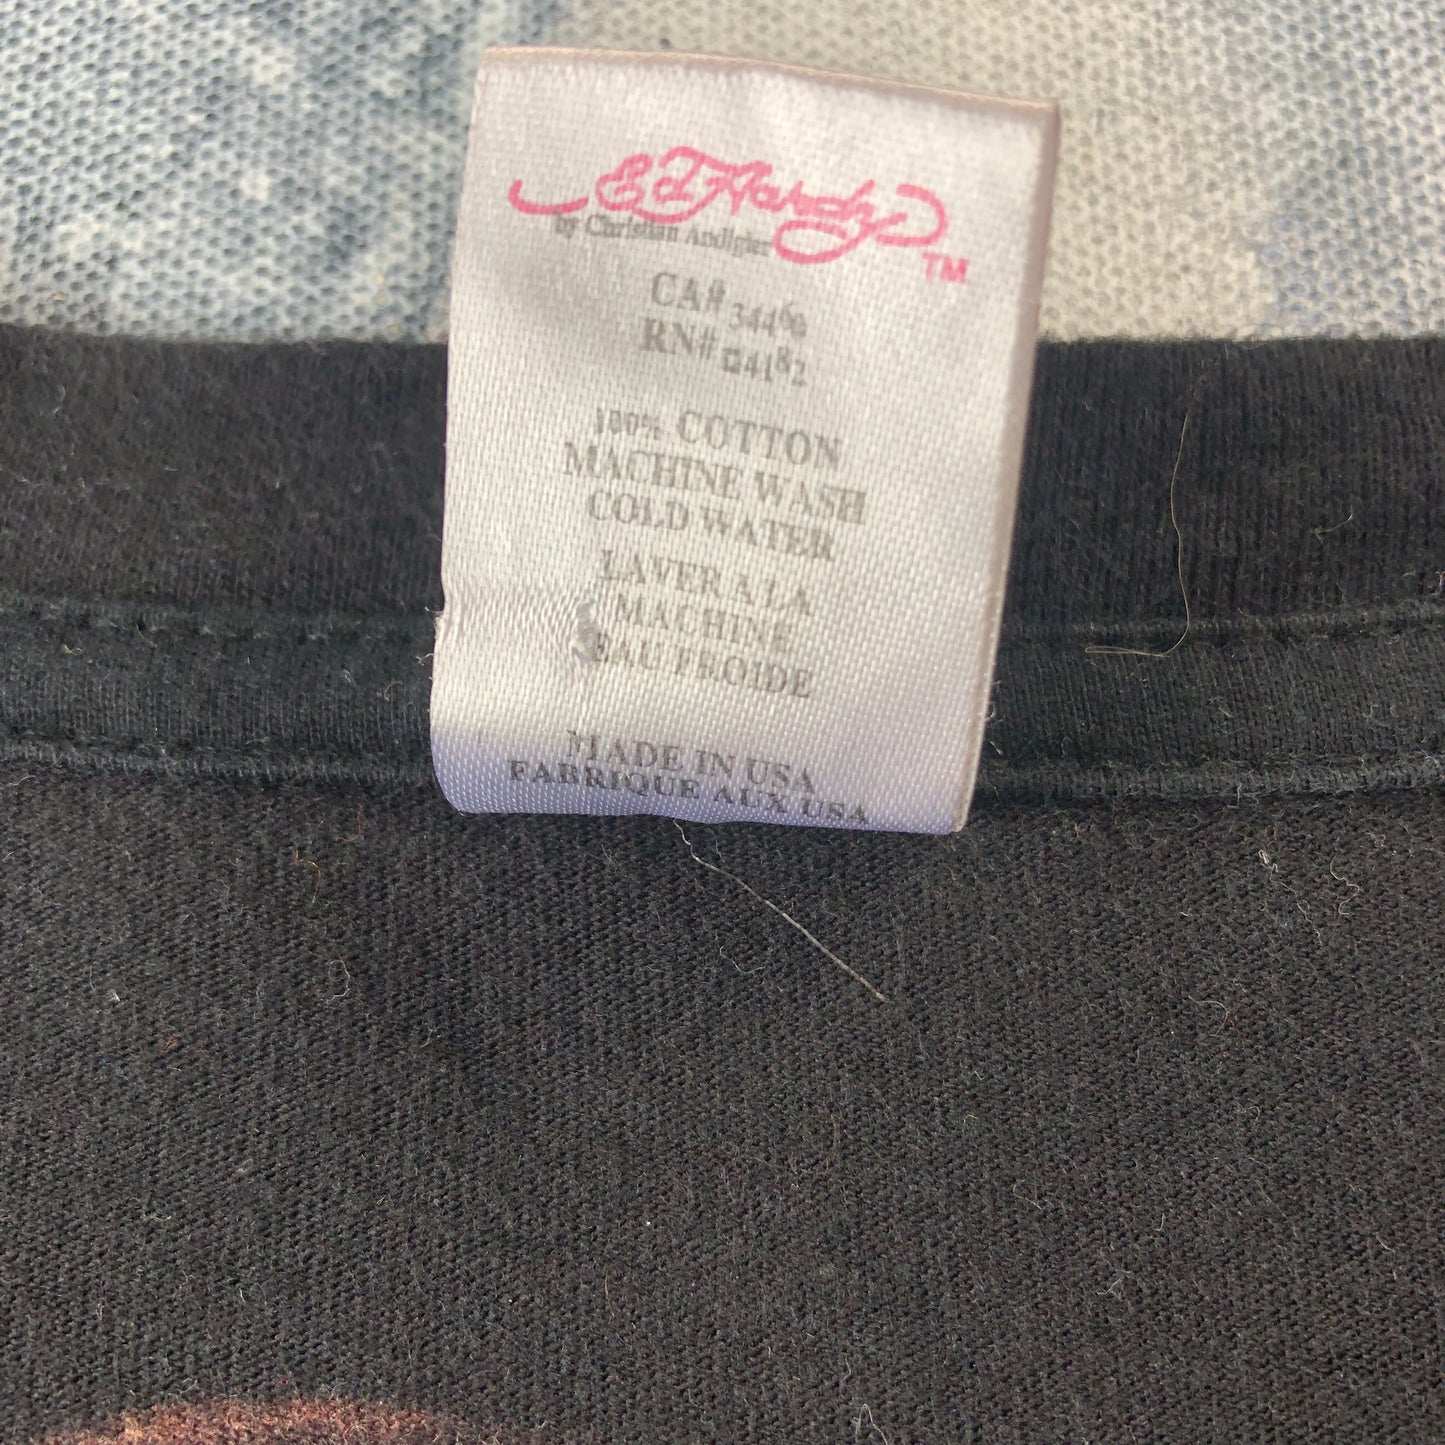 Ed Hardy
by Christian Audigier
TM
CA# 34496
RN#
100% COTTON
MACHINE WASH
COLD WATER
LAVER A LA
MACHINE
EAU FROIDE
MADE IN USA
FABRIQUE AUX USA